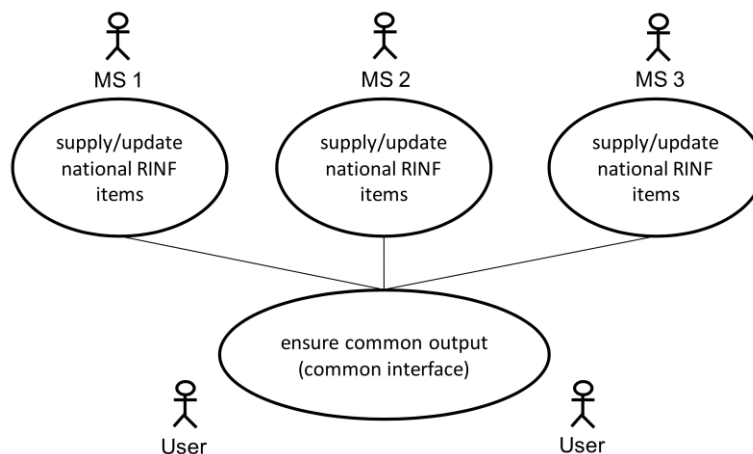 MS 1
MS 2
MS 3
supply/update
national RINF
items
supply/update
national RINF
items
supply/update
national RINF
items
ensure common output
(common interface)
User
User